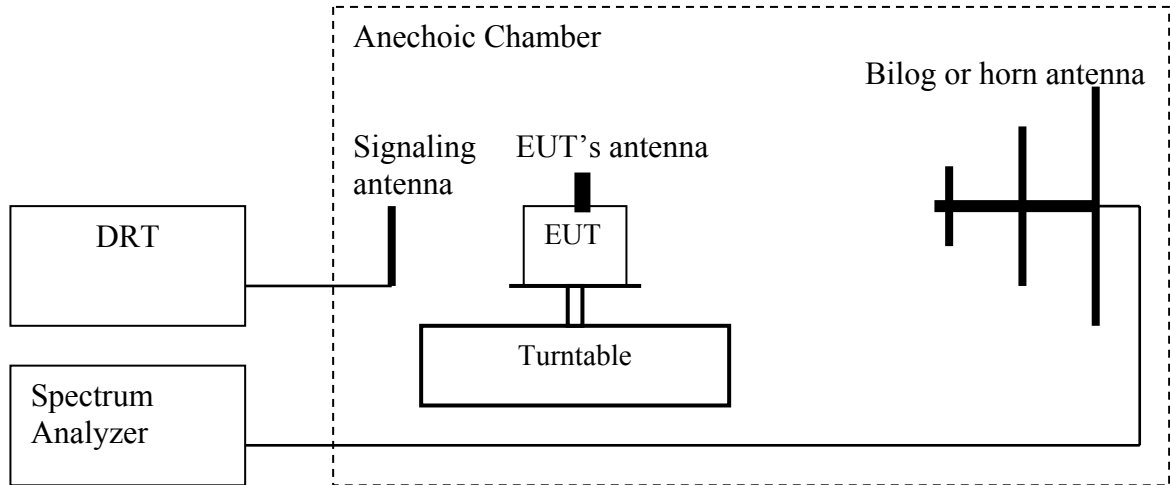 Anechoic Chamber
Bilog or horn antenna
Signaling
antenna
EUT’s antenna
DRT
EUT
Turntable
Spectrum
Analyzer